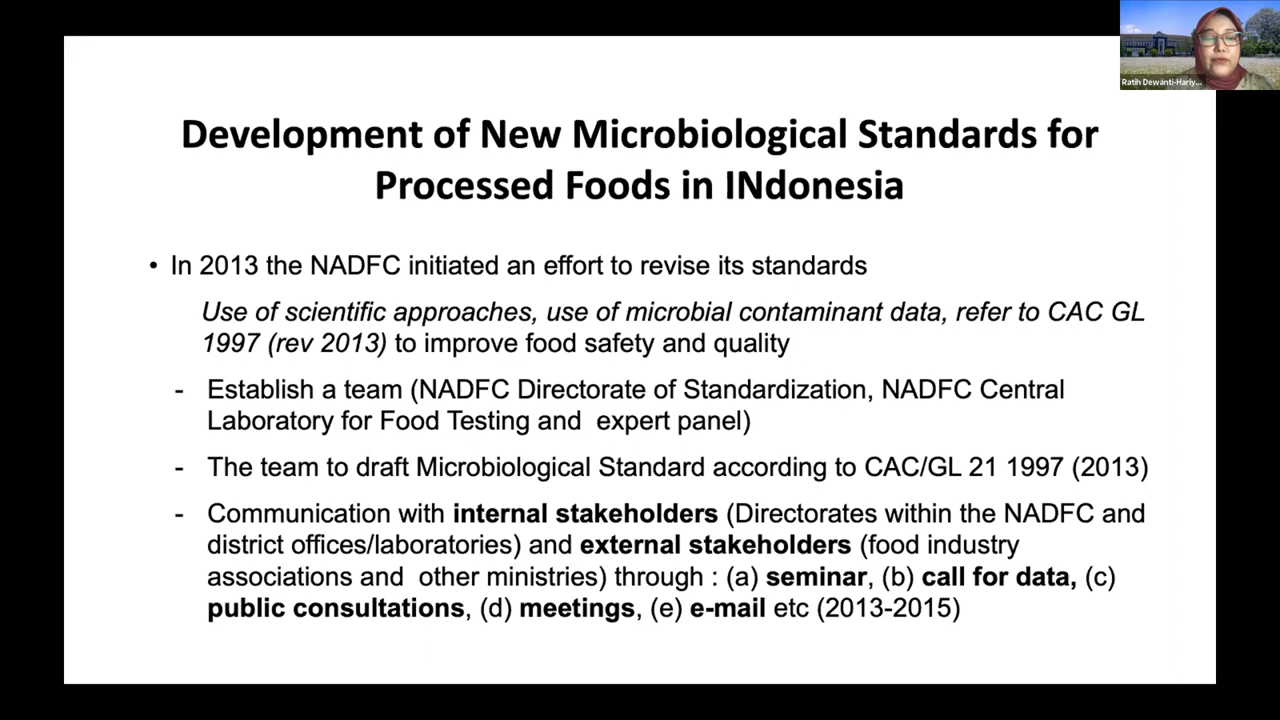 Development of New Microbiological Standards for
Processed Foods in INdonesia
• In 2013 the NADFC initiated an effort to revise its standards
Use of scientific approaches, use of microbial contaminant data, refer to CAC GL
1997 (rev 2013) to improve food safety and quality
- Establish a team (NADFC Directorate of Standardization, NADFC Central
Laboratory for Food Testing and expert panel)
- The team to draft Microbiological Standard according to CAC/GL 21 1997 (2013)
- Communication with internal stakeholders (Directorates within the NADFC and
district offices/laboratories) and external stakeholders (food industry
associations and other ministries) through : (a) seminar, (b) call for data, (c)
public consultations, (d) meetings, (e) e-mail etc (2013-2015)
Ratih Dewanti-Hariy...